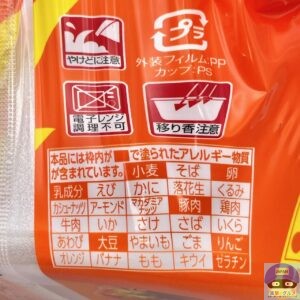 プラ
外装フィルム:PP
カップ:PS
やけどに注意
電子レンジ
調理不可
移り香注意
本品には枠内が で塗られたアレルギー物質
が含まれています。 小麦 そば 卵
乳成分 えび かに 落花生 くるみ
カシューナッツ アーモンド マカダミアナッツ 豚肉 鶏肉
牛肉 いか さけ さば いくら
あわび 大豆 やまいも ごま りんご
オレンジ バナナ もも キウイ ゼラチン